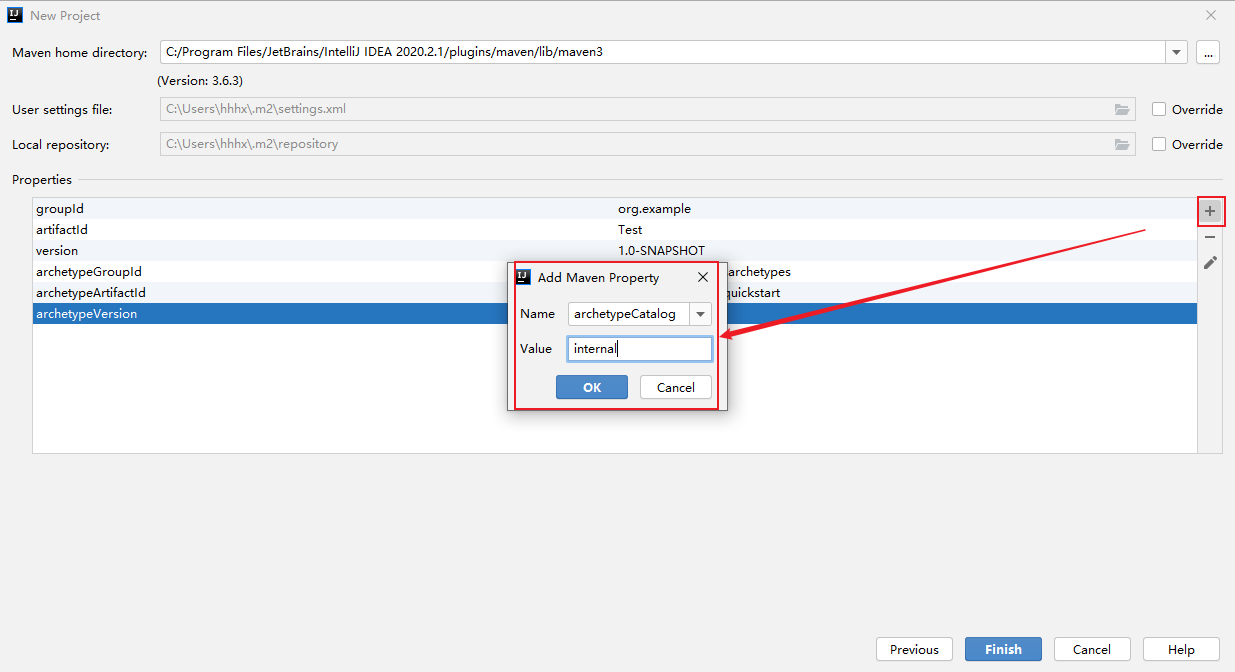 New Project
Maven home directory: C:/Program Files/JetBrains/IntelliJ IDEA 2020.2.1/plugins/maven/lib/maven3 ...
(Version: 3.6.3)
User settings file: C:\Users\hhhx\.m2\settings.xml Override
Local repository: C:\Users\hhhx\.m2\repository Override
Properties
groupId org.example
artifactId Test
version 1.0-SNAPSHOT
archetypeGroupId archetypes
archetypeArtifactId quickstart
archetypeVersion
IJ Add Maven Property
Name archetypeCatalog
Value internal
OK Cancel
Previous Finish Cancel Help